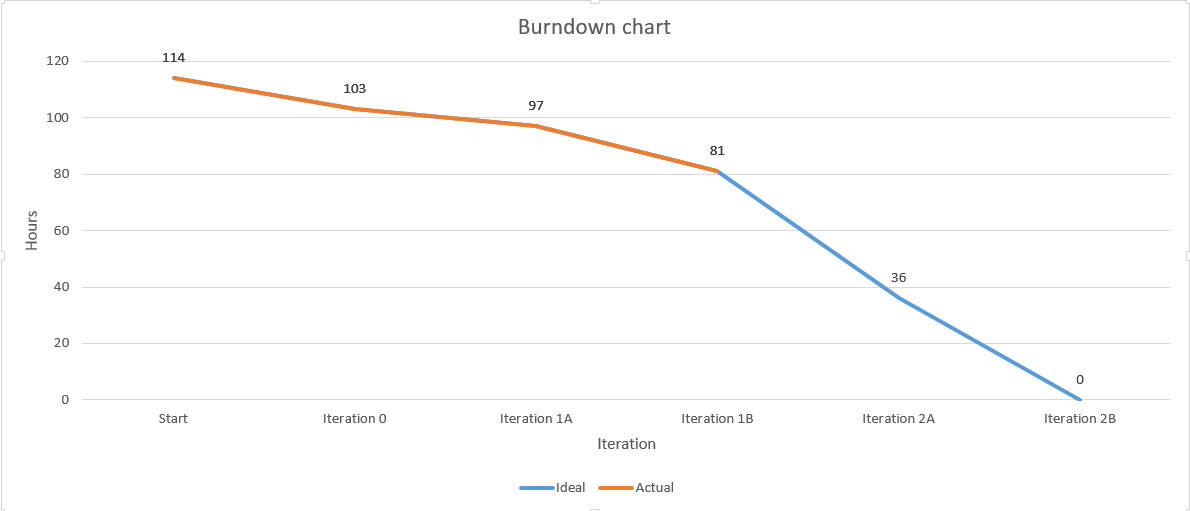 Burndown chart
120
100
80
60
40
20
0
Hours
114
103
97
81
36
0
Start Iteration 0 Iteration 1A Iteration 1B Iteration 2A Iteration 2B
Iteration
Ideal Actual